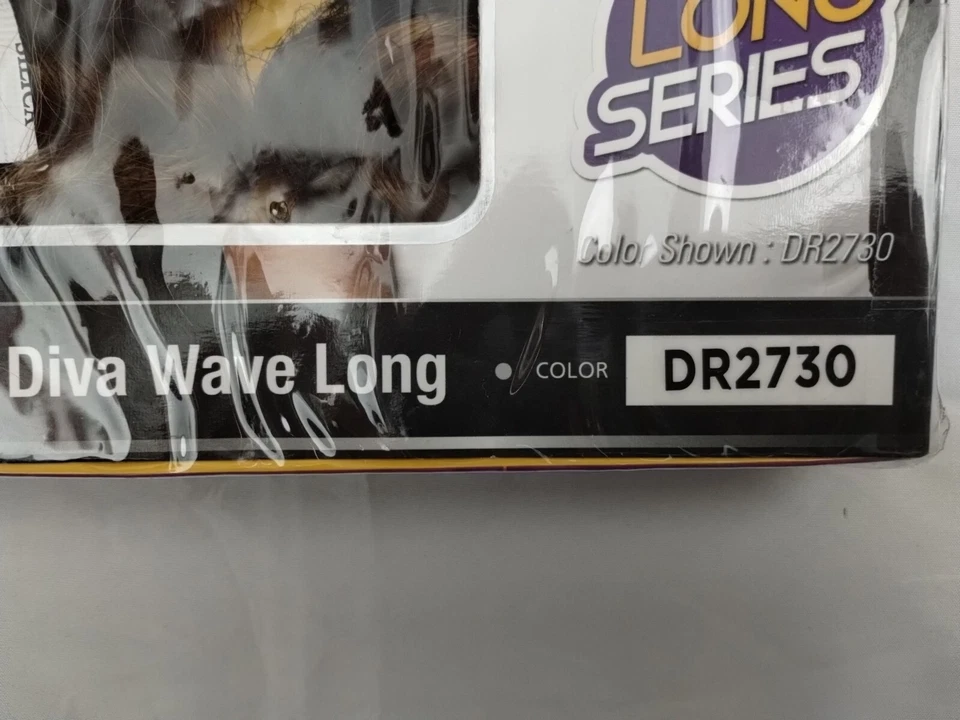 LONG
SERIES
Color Shown : DR2730
Diva Wave Long
COLOR
DR2730